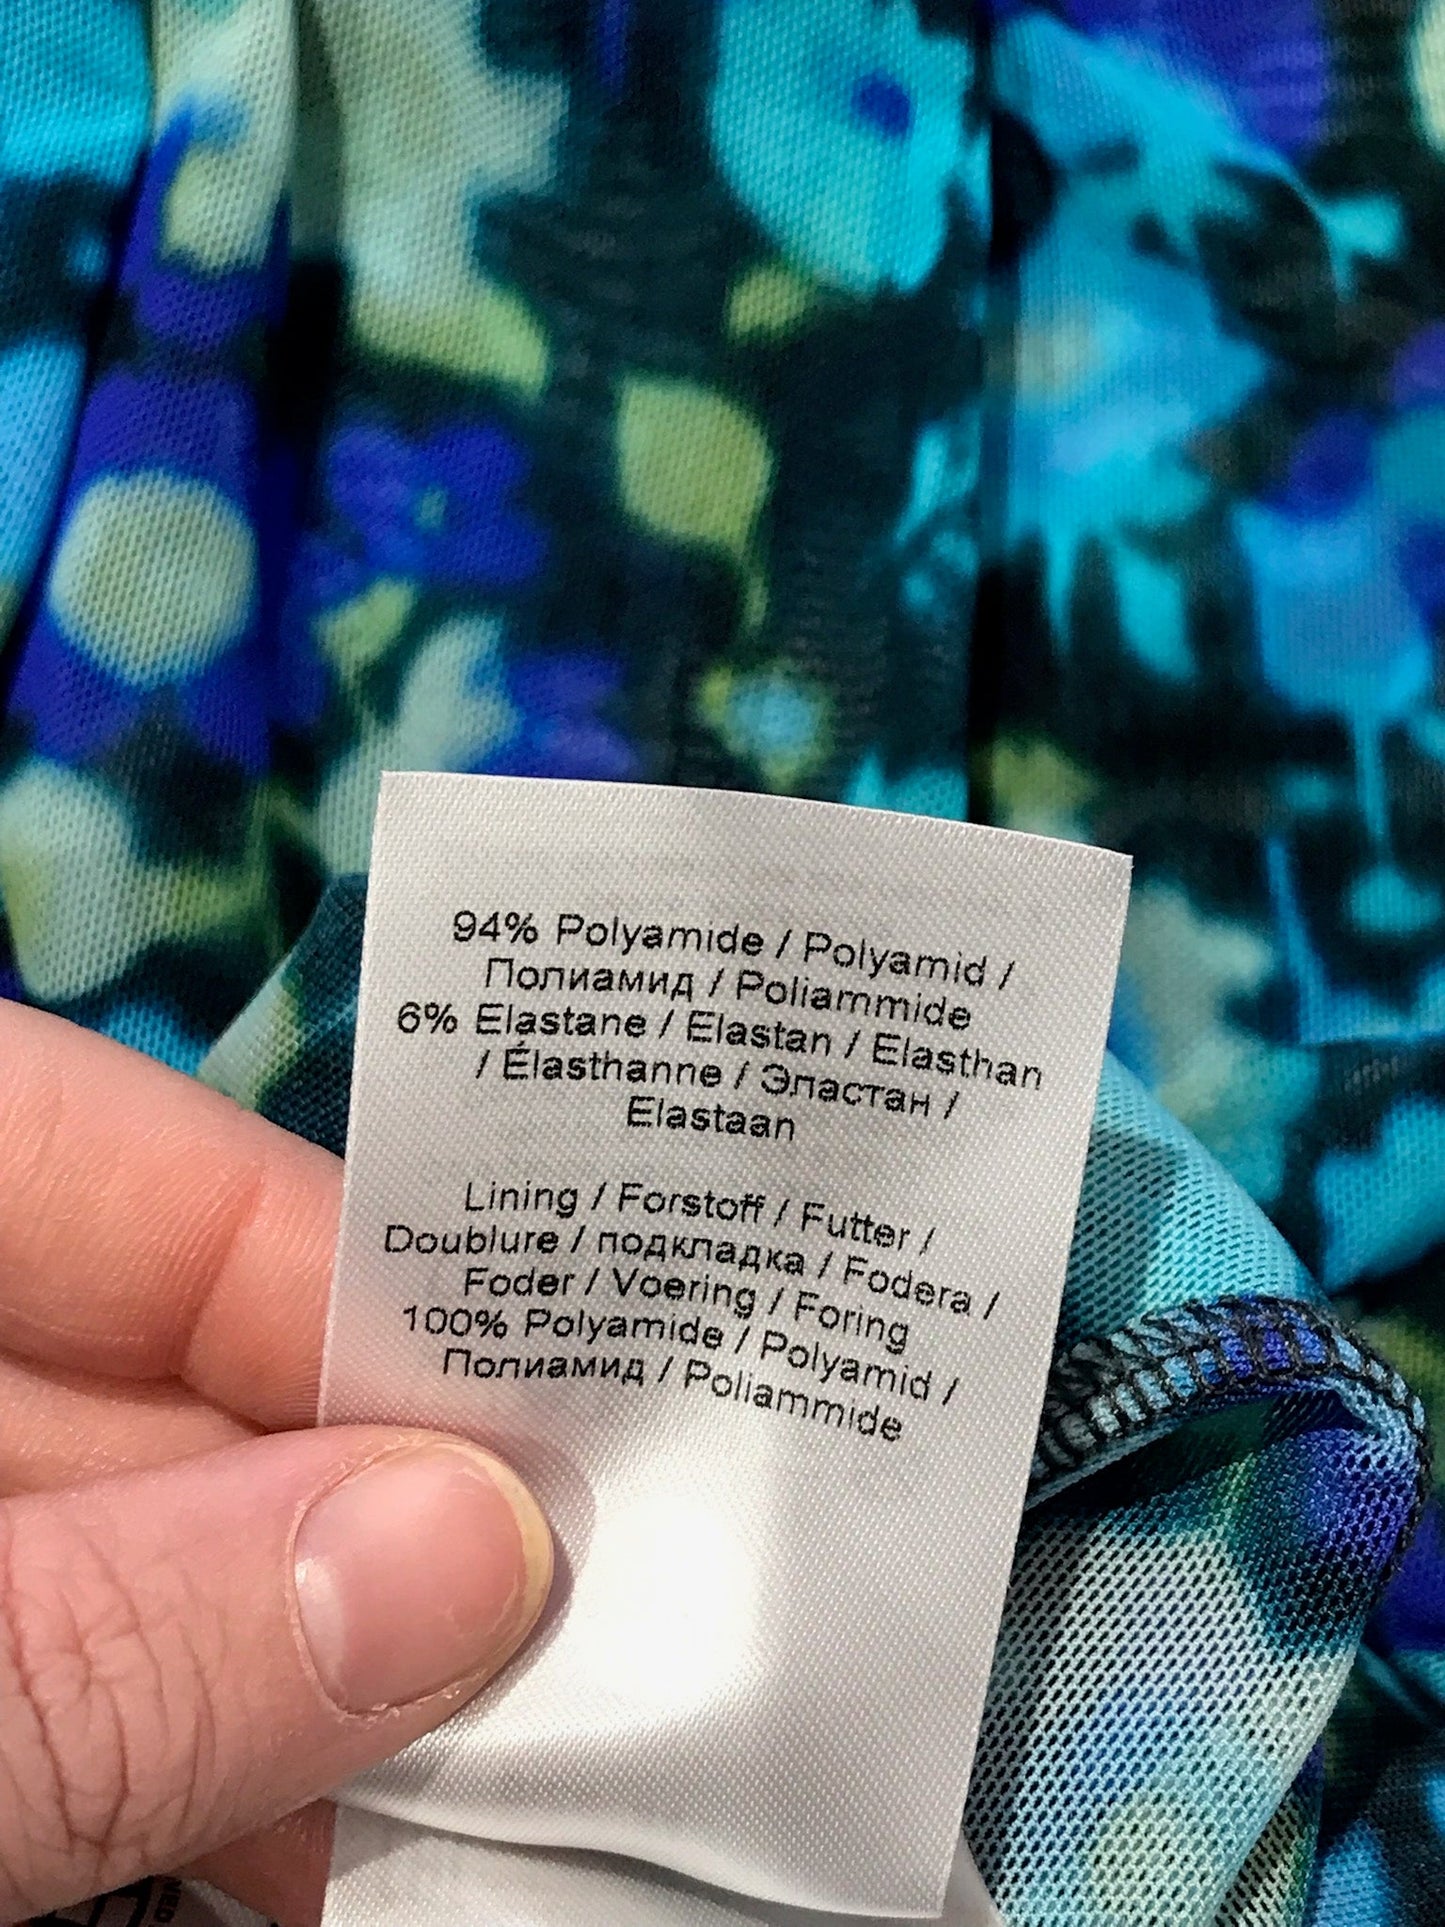 94% Polyamide / Polyamid /
Полиамид / Poliammide
6% Elastane / Elastan / Elasthan
/ Élasthanne / Эластан /
Elastaan
Lining / Forstoff / Futter /
Doublure / подкладка / Fodera /
Foder / Voering / Foring
100% Polyamide / Polyamid /
Полиамид / Poliammide